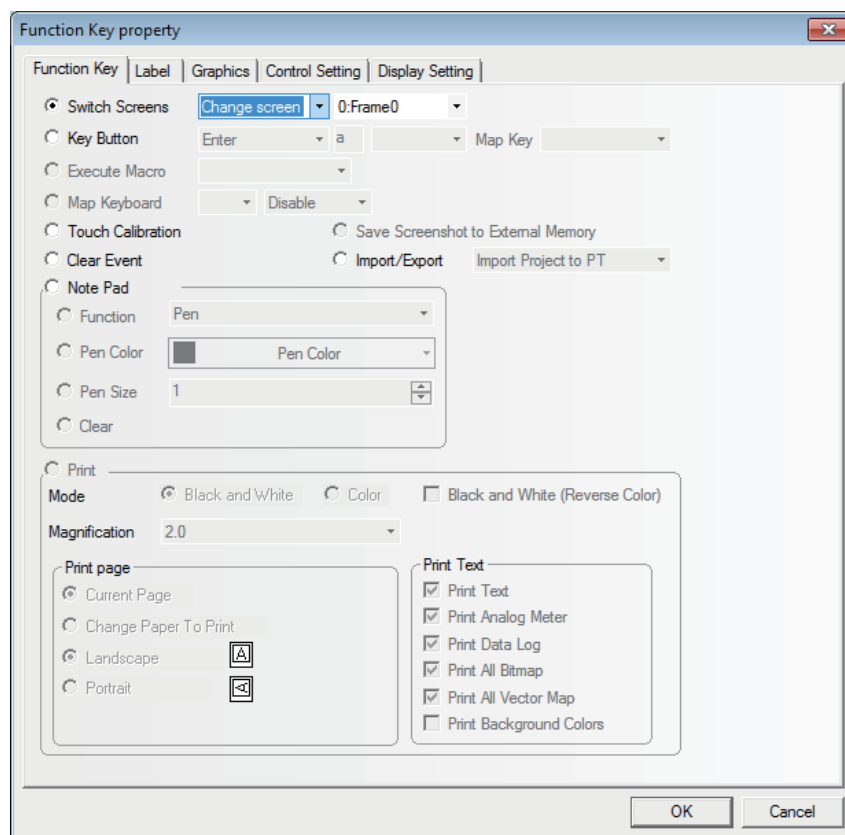 Function Key property
Function Key Label Graphics Control Setting Display Setting
Switch Screens Change screen 0:Frame0
Key Button Enter a Map Key
Execute Macro
Map Keyboard Disable
Touch Calibration Save Screenshot to External Memory
Clear Event Import/Export Import Project to PT
Note Pad
Function Pen
Pen Color Pen Color
Pen Size 1
Clear
Print
Mode Black and White Color Black and White (Reverse Color)
Magnification 2.0
Print page
Current Page
Change Paper To Print
Landscape A
Portrait A
Print Text
Print Text
Print Analog Meter
Print Data Log
Print All Bitmap
Print All Vector Map
Print Background Colors
OK Cancel